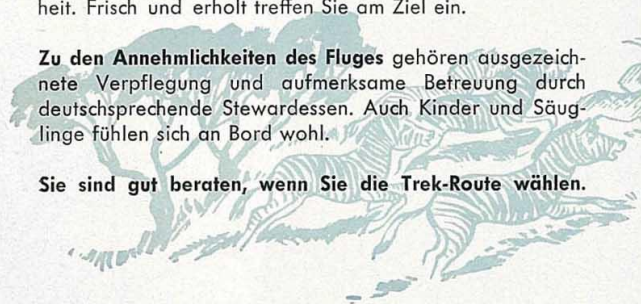 heit. Frisch und erholt treffen Sie am Ziel ein.
Zu den Annehmlichkeiten des Fluges gehören ausgezeich-
nete Verpflegung und aufmerksame Betreuung durch
deutschsprechende Stewardessen. Auch Kinder und Säug-
linge fühlen sich an Bord wohl.
Sie sind gut beraten, wenn Sie die Trek-Route wählen.